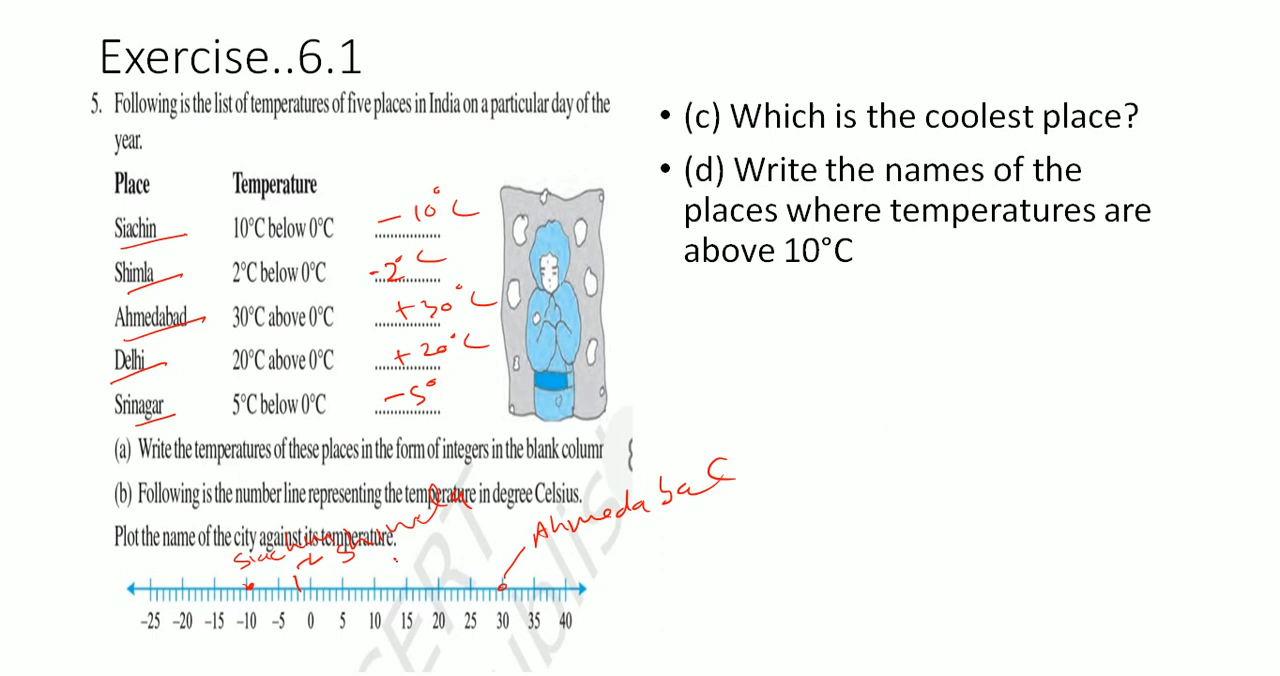 Exercise..6.1
5. Following is the list of temperatures of five places in India on a particular day of the
year.
Place Temperature
Siachin 10°C below 0°C ................. – 10°C
Shimla 2°C below 0°C ................. -2°C
Ahmedabad 30°C above 0°C ................. +30°C
Delhi 20°C above 0°C ................. +20°C
Srinagar 5°C below 0°C ................. –5°
(a) Write the temperatures of these places in the form of integers in the blank column
(b) Following is the number line representing the temperature in degree Celsius.
Plot the name of the city against its temperature.
Siachin
Shimla
Ahmedabad
-25 -20 -15 -10 -5 0 5 10 15 20 25 30 35 40
• (c) Which is the coolest place?
• (d) Write the names of the
places where temperatures are
above 10°C